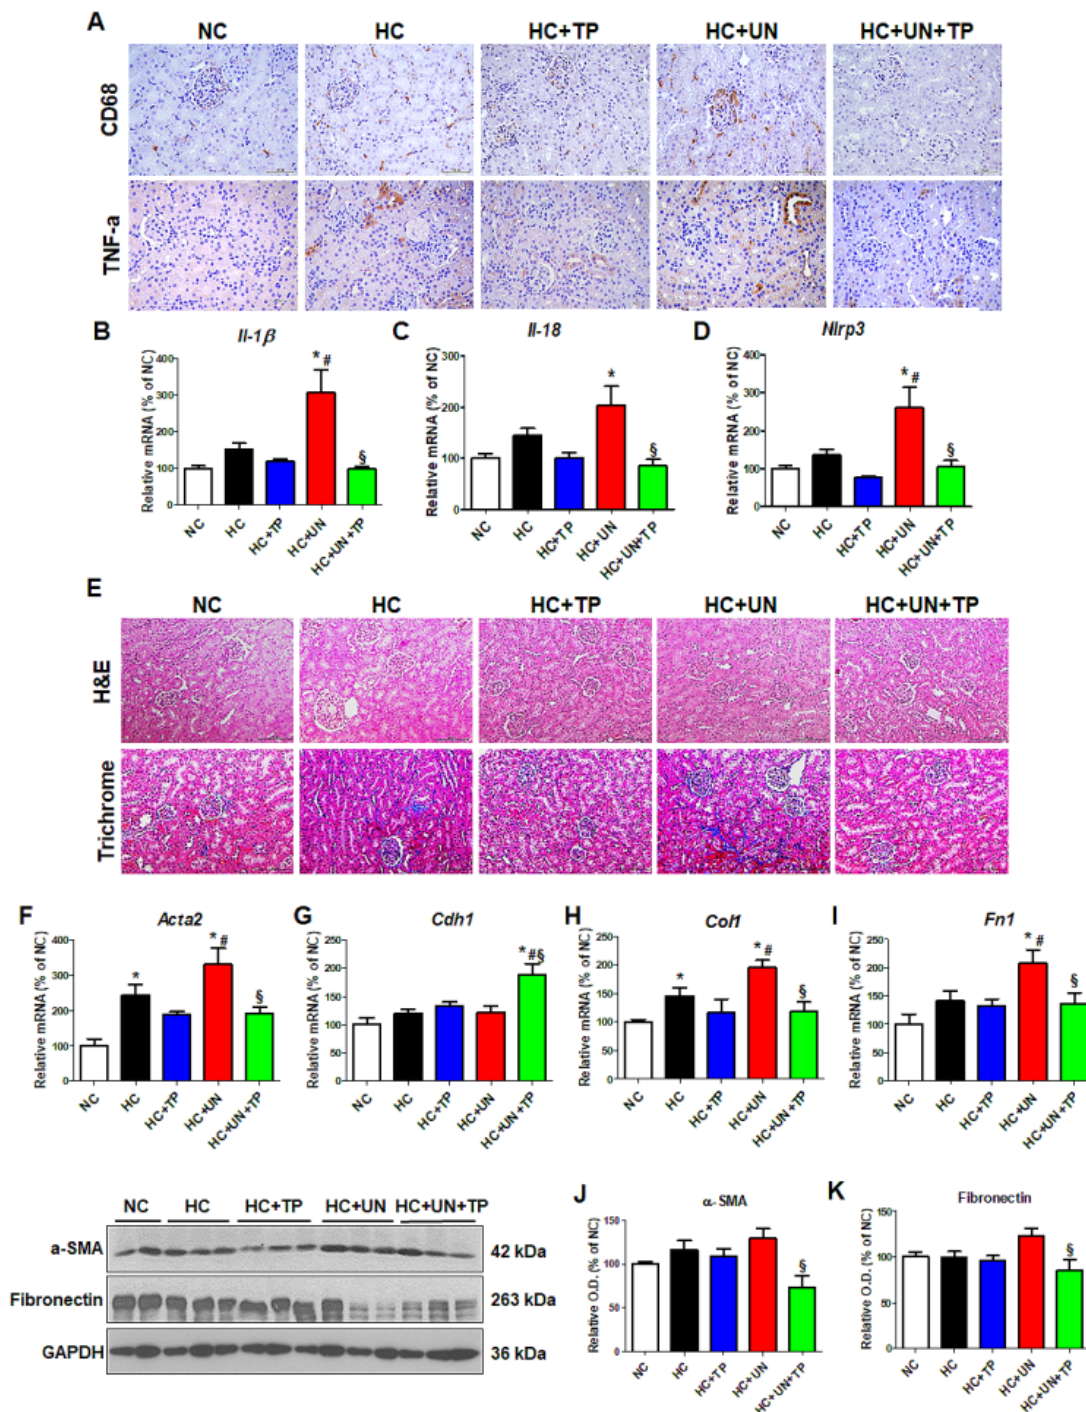 A
NC HC HC+TP HC+UN HC+UN+TP
CD68
TNF-a
B Il-1β
Relative mRNA (% of NC)
400
300
200
100
0
NC HC HC+TP HC+UN HC+UN+TP
*#
§
C Il-18
Relative mRNA (% of NC)
300
200
100
0
NC HC HC+TP HC+UN HC+UN+TP
*
§
D Nlrp3
Relative mRNA (% of NC)
400
300
200
100
0
NC HC HC+TP HC+UN HC+UN+TP
*#
§
E
NC HC HC+TP HC+UN HC+UN+TP
H&E
Trichrome
F Acta2
Relative mRNA (% of NC)
400
300
200
100
0
NC HC HC+TP HC+UN HC+UN+TP
*
*#
§
G Cdh1
Relative mRNA (% of NC)
250
200
150
100
50
0
NC HC HC+TP HC+UN HC+UN+TP
*#§
H Col1
Relative mRNA (% of NC)
250
200
150
100
50
0
NC HC HC+TP HC+UN HC+UN+TP
*
*#
§
I Fn1
Relative mRNA (% of NC)
250
200
150
100
50
0
NC HC HC+TP HC+UN HC+UN+TP
*#
§
NC HC HC+TP HC+UN HC+UN+TP
a-SMA 42 kDa
Fibronectin 263 kDa
GAPDH 36 kDa
J α-SMA
Relative O.D. (% of NC)
150
100
50
0
NC HC HC+TP HC+UN HC+UN+TP
§
K Fibronectin
Relative O.D. (% of NC)
150
100
50
0
NC HC HC+TP HC+UN HC+UN+TP
§